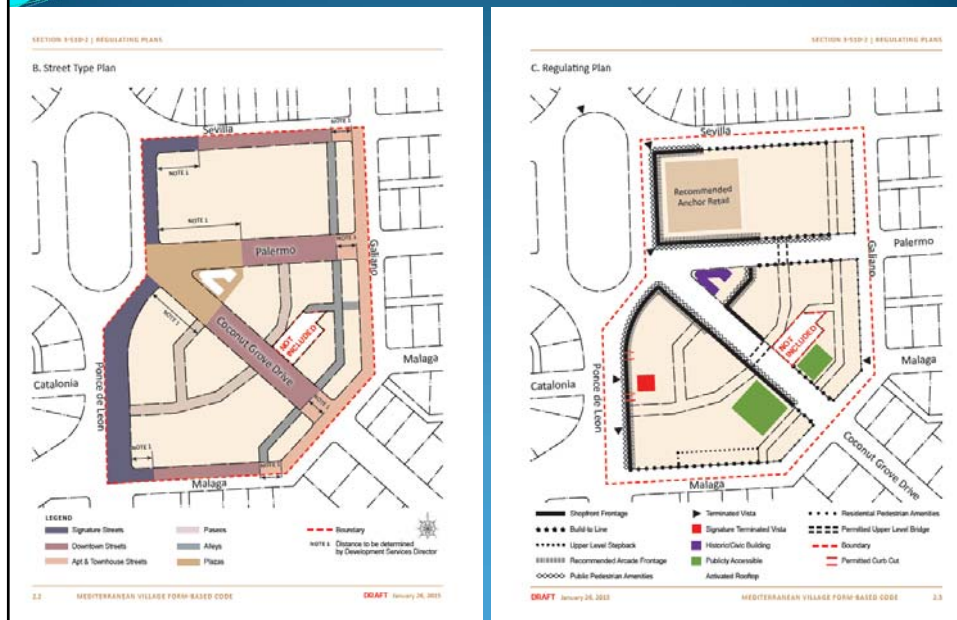 SECTION 3-510-2 | REGULATING PLANS
B. Street Type Plan
Sevilla
NOTE 1
NOTE 1
NOTE 1
Palermo
NOTE 1
Galiano
NOTE 1
Coconut Grove Drive
NOT INCLUDED
Malaga
Catalonia
Ponce de Leon
NOTE 1
NOTE 1
NOTE 1
Malaga
LEGEND
Signature Streets
Downtown Streets
Apt & Townhouse Streets
Paseos
Alleys
Plazas
Boundary
NOTE 1 Distance to be determined
by Development Services Director
2.2 MEDITERRANEAN VILLAGE FORM-BASED CODE DRAFT January 26, 2015
SECTION 3-510-2 | REGULATING PLANS
C. Regulating Plan
Sevilla
Recommended
Anchor Retail
Galiano
Palermo
NOT INCLUDED
Malaga
Catalonia
Ponce de Leon
Coconut Grove Drive
Malaga
Shopfront Frontage
Build-to Line
Upper Level Stepback
Recommended Arcade Frontage
Public Pedestrian Amenities
Terminated Vista
Signature Terminated Vista
Historic/Civic Building
Publicly Accessible
Activated Rooftop
Residential Pedestrian Amenities
Permitted Upper Level Bridge
Boundary
Permitted Curb Cut
DRAFT January 26, 2015 MEDITERRANEAN VILLAGE FORM-BASED CODE 2.3